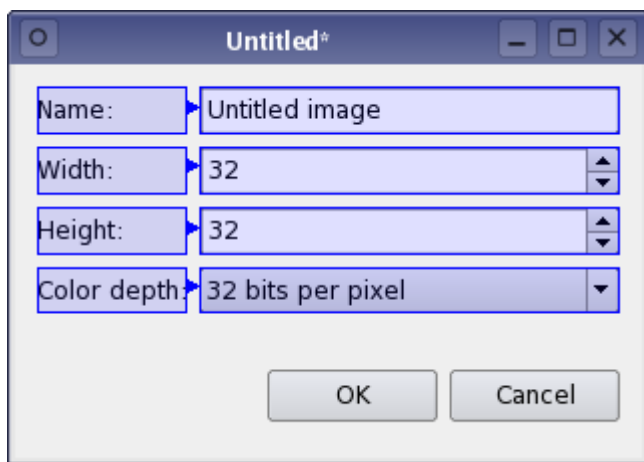 Untitled*
Name: Untitled image
Width: 32
Height: 32
Color depth: 32 bits per pixel
OK Cancel